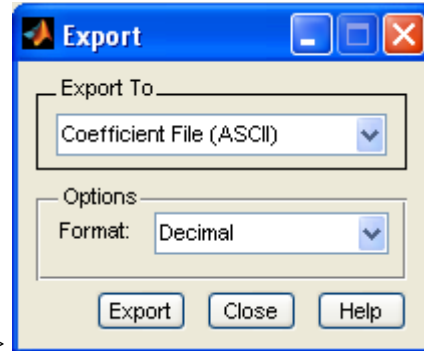 Export
Export To
Coefficient File (ASCII)
Options
Format: Decimal
Export Close Help